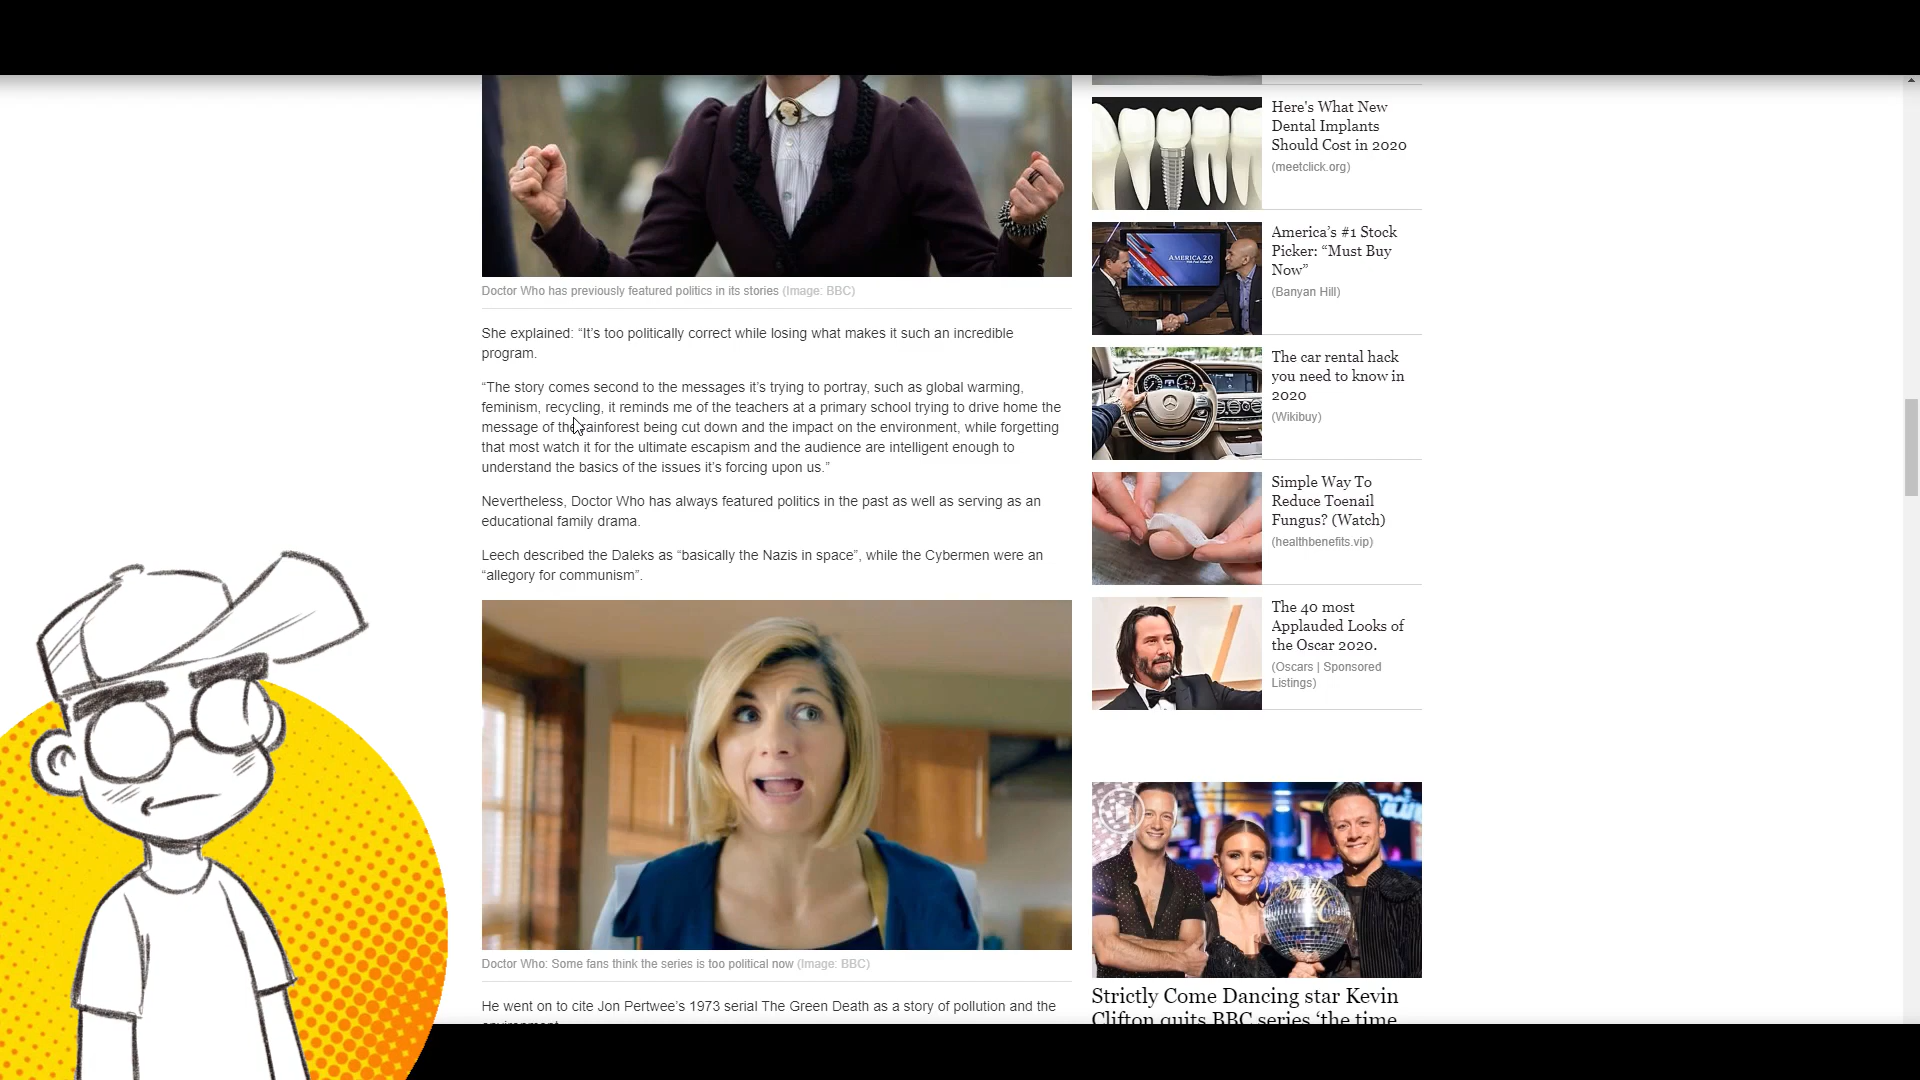 Doctor Who has previously featured politics in its stories (Image: BBC)
She explained: “It’s too politically correct while losing what makes it such an incredible
program.
“The story comes second to the messages it’s trying to portray, such as global warming,
feminism, recycling, it reminds me of the teachers at a primary school trying to drive home the
message of the rainforest being cut down and the impact on the environment, while forgetting
that most watch it for the ultimate escapism and the audience are intelligent enough to
understand the basics of the issues it’s forcing upon us.”
Nevertheless, Doctor Who has always featured politics in the past as well as serving as an
educational family drama.
Leech described the Daleks as “basically the Nazis in space”, while the Cybermen were an
“allegory for communism”.
Doctor Who: Some fans think the series is too political now (Image: BBC)
He went on to cite Jon Pertwee’s 1973 serial The Green Death as a story of pollution and the
environment.
Here's What New
Dental Implants
Should Cost in 2020
(meetclick.org)
AMERICA 2.0
America’s #1 Stock
Picker: “Must Buy
Now”
(Banyan Hill)
The car rental hack
you need to know in
2020
(Wikibuy)
Simple Way To
Reduce Toenail
Fungus? (Watch)
(healthbenefits.vip)
The 40 most
Applauded Looks of
the Oscar 2020.
(Oscars | Sponsored
Listings)
Strictly Come Dancing star Kevin
Clifton quits BBC series ‘the time